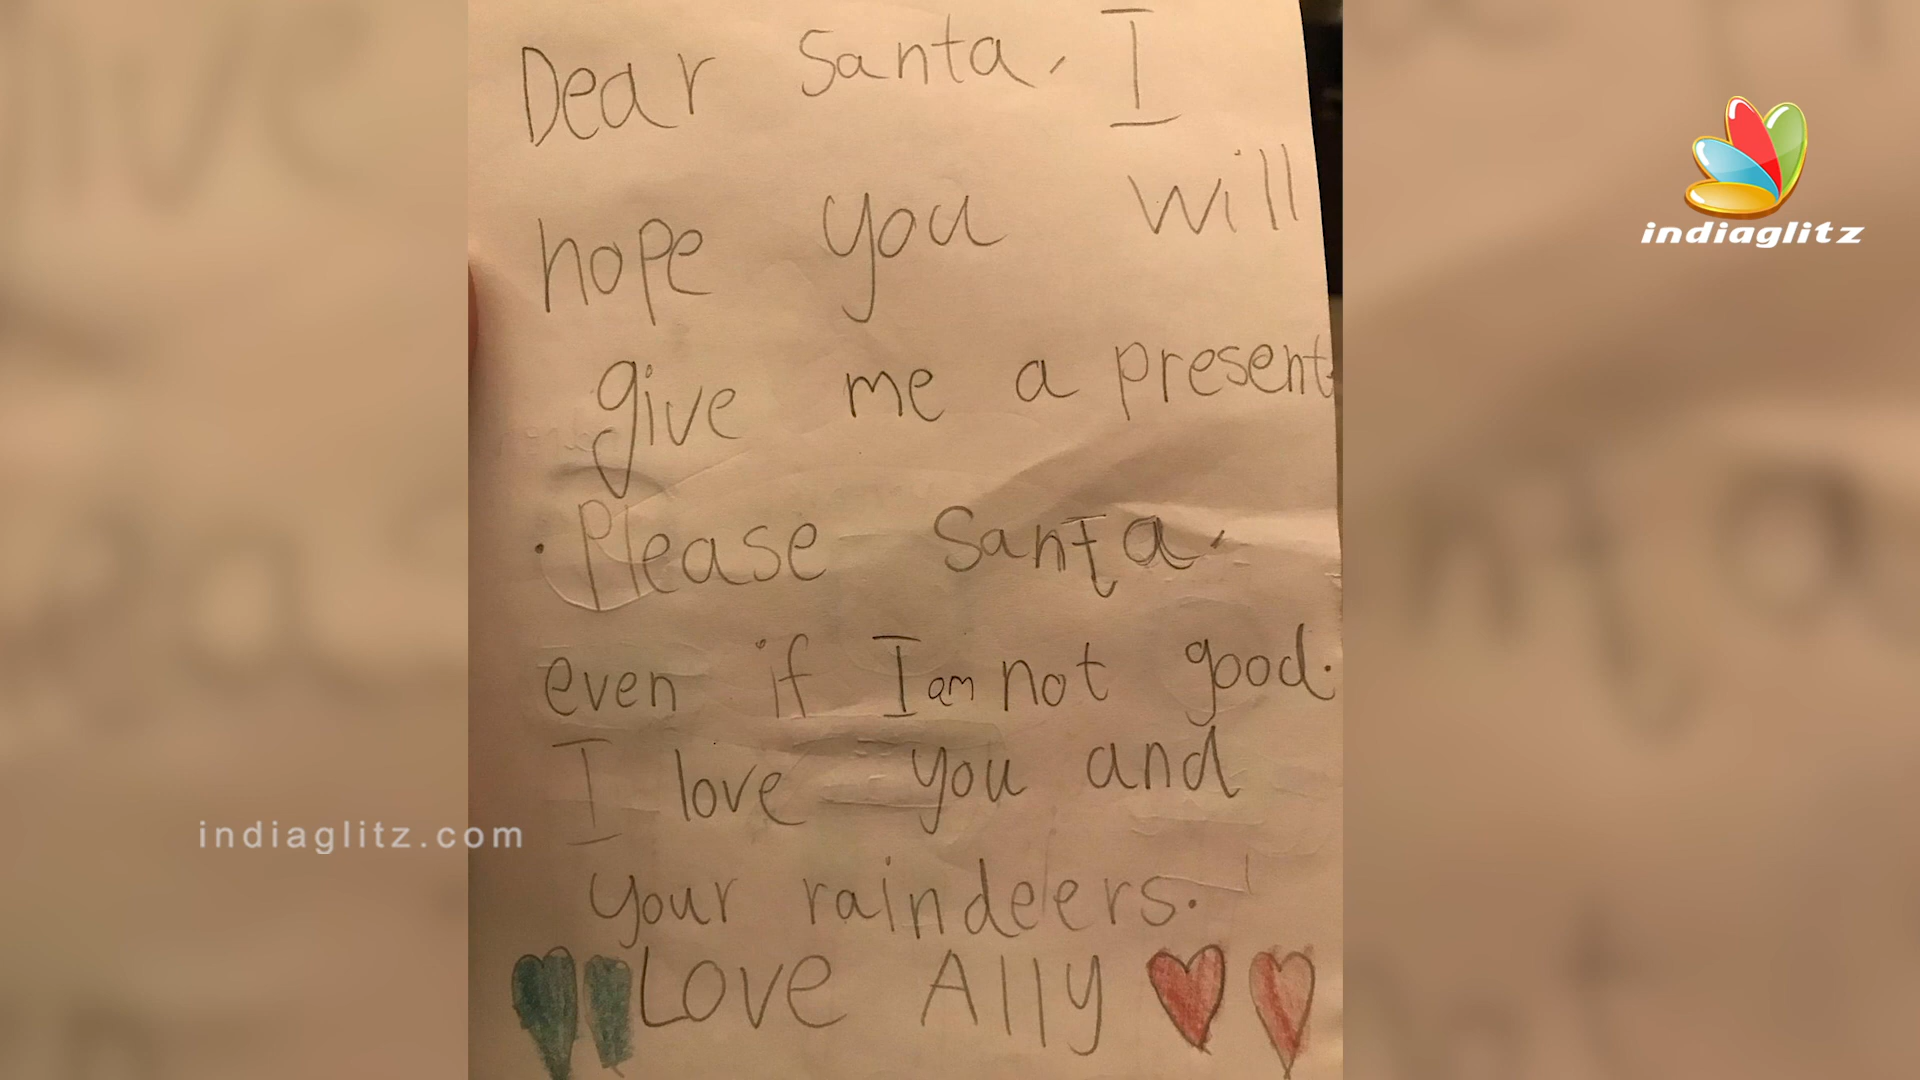 Dear Santa, I
hope you will
give me a present
. Please Santa,
even if I am not good.
I love you and
your raindeers.
Love Ally
indiaglitz
indiaglitz.com